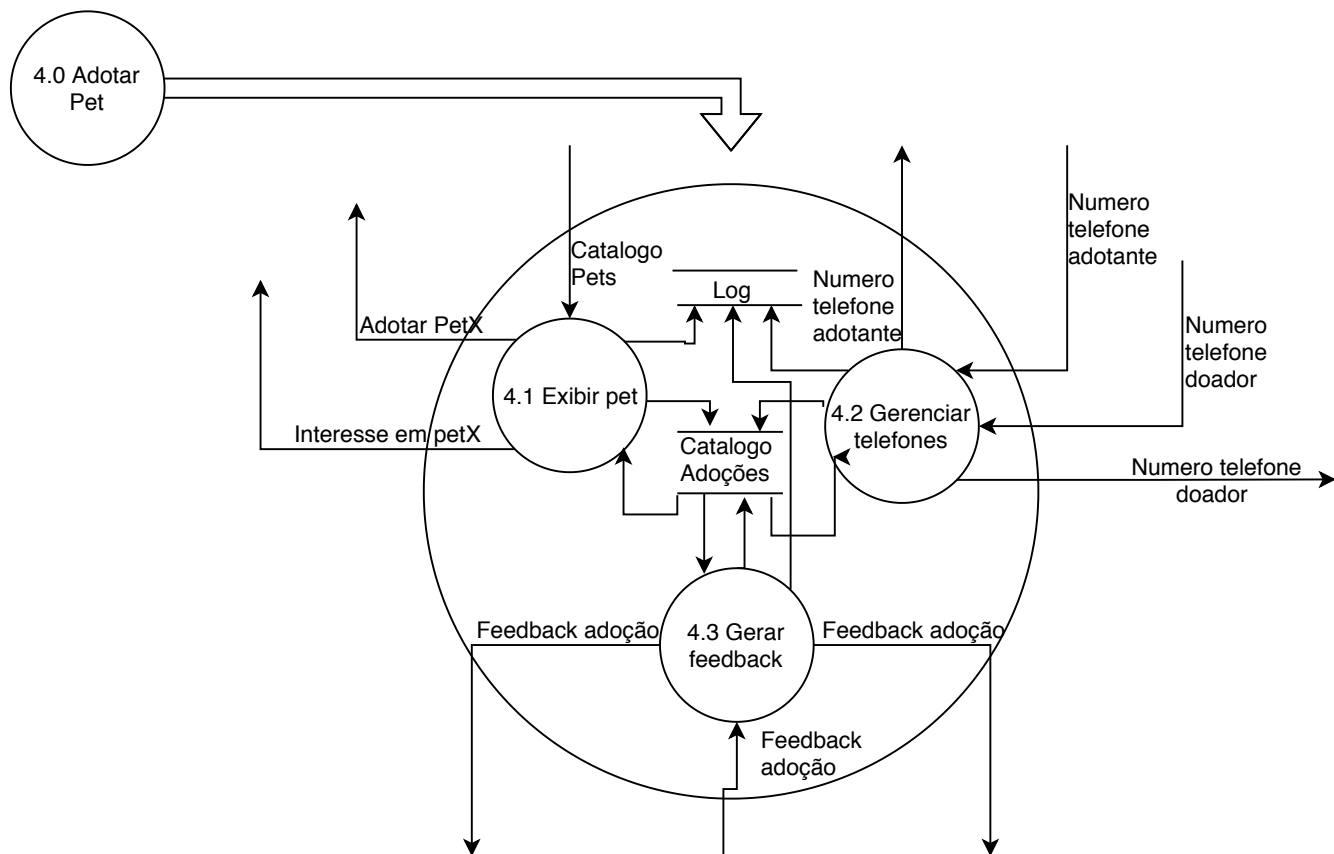 4.0 Adotar
Pet
Numero
telefone
adotante
Catalogo
Pets
Log
Numero
telefone
adotante
Adotar PetX
Numero
telefone
doador
4.1 Exibir pet
4.2 Gerenciar
telefones
Interesse em petX
Catalogo
Adoções
Numero telefone
doador
Feedback adoção
4.3 Gerar
feedback
Feedback adoção
Feedback
adoção